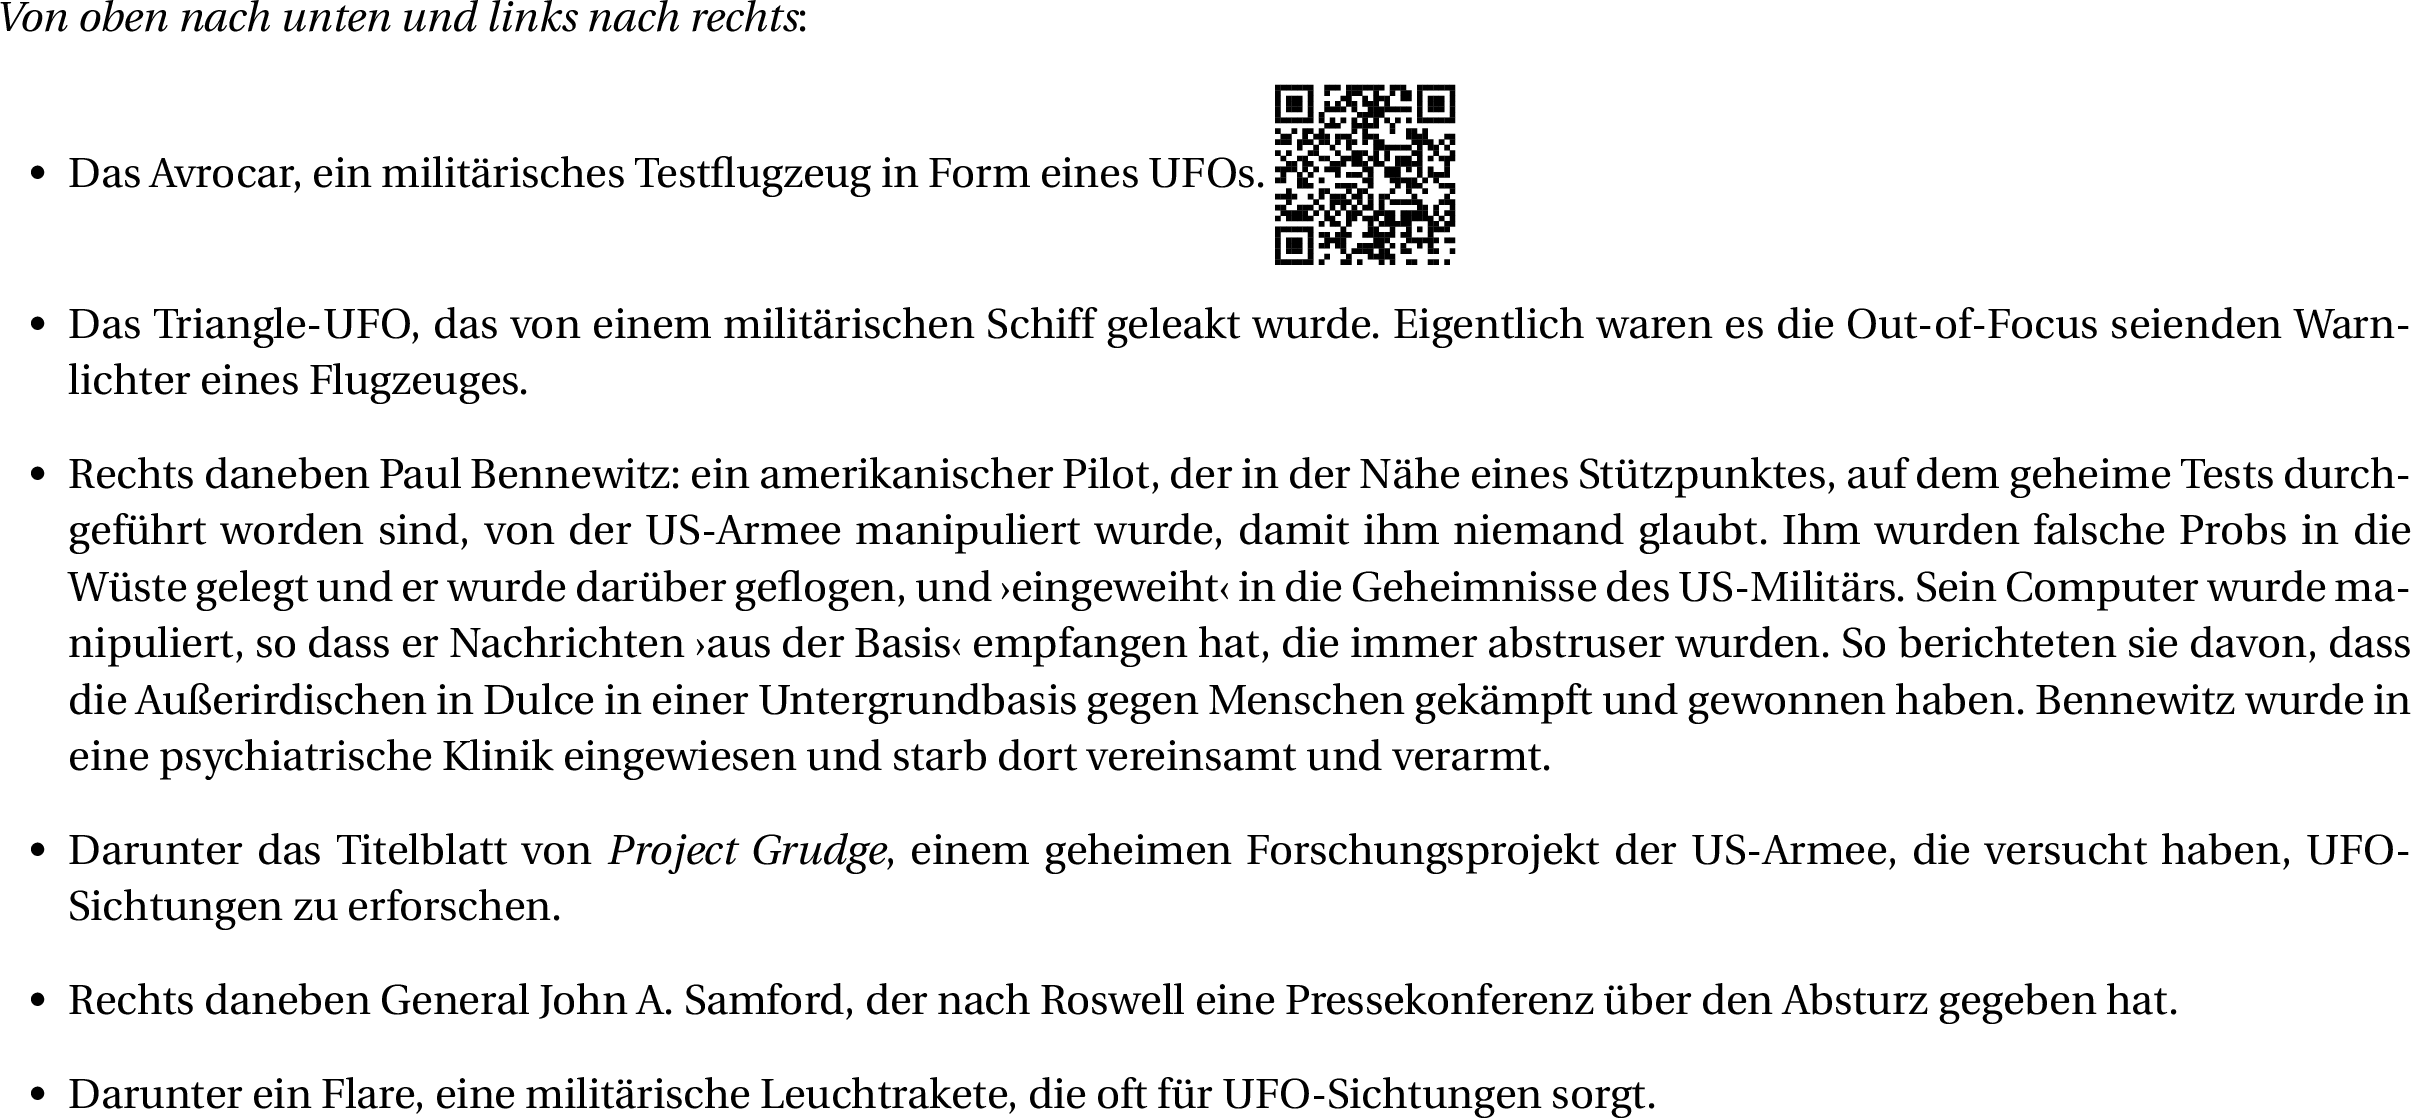 Von oben nach unten und links nach rechts:
• Das Avrocar, ein militärisches Testflugzeug in Form eines UFOs.
• Das Triangle-UFO, das von einem militärischen Schiff geleakt wurde. Eigentlich waren es die Out-of-Focus seienden Warn-
lichter eines Flugzeuges.
• Rechts daneben Paul Bennewitz: ein amerikanischer Pilot, der in der Nähe eines Stützpunktes, auf dem geheime Tests durch-
geführt worden sind, von der US-Armee manipuliert wurde, damit ihm niemand glaubt. Ihm wurden falsche Probs in die
Wüste gelegt und er wurde darüber geflogen, und ›eingeweiht‹ in die Geheimnisse des US-Militärs. Sein Computer wurde ma-
nipuliert, so dass er Nachrichten ›aus der Basis‹ empfangen hat, die immer abstruser wurden. So berichteten sie davon, dass
die Außerirdischen in Dulce in einer Untergrundbasis gegen Menschen gekämpft und gewonnen haben. Bennewitz wurde in
eine psychiatrische Klinik eingewiesen und starb dort vereinsamt und verarmt.
• Darunter das Titelblatt von Project Grudge, einem geheimen Forschungsprojekt der US-Armee, die versucht haben, UFO-
Sichtungen zu erforschen.
• Rechts daneben General John A. Samford, der nach Roswell eine Pressekonferenz über den Absturz gegeben hat.
• Darunter ein Flare, eine militärische Leuchtrakete, die oft für UFO-Sichtungen sorgt.